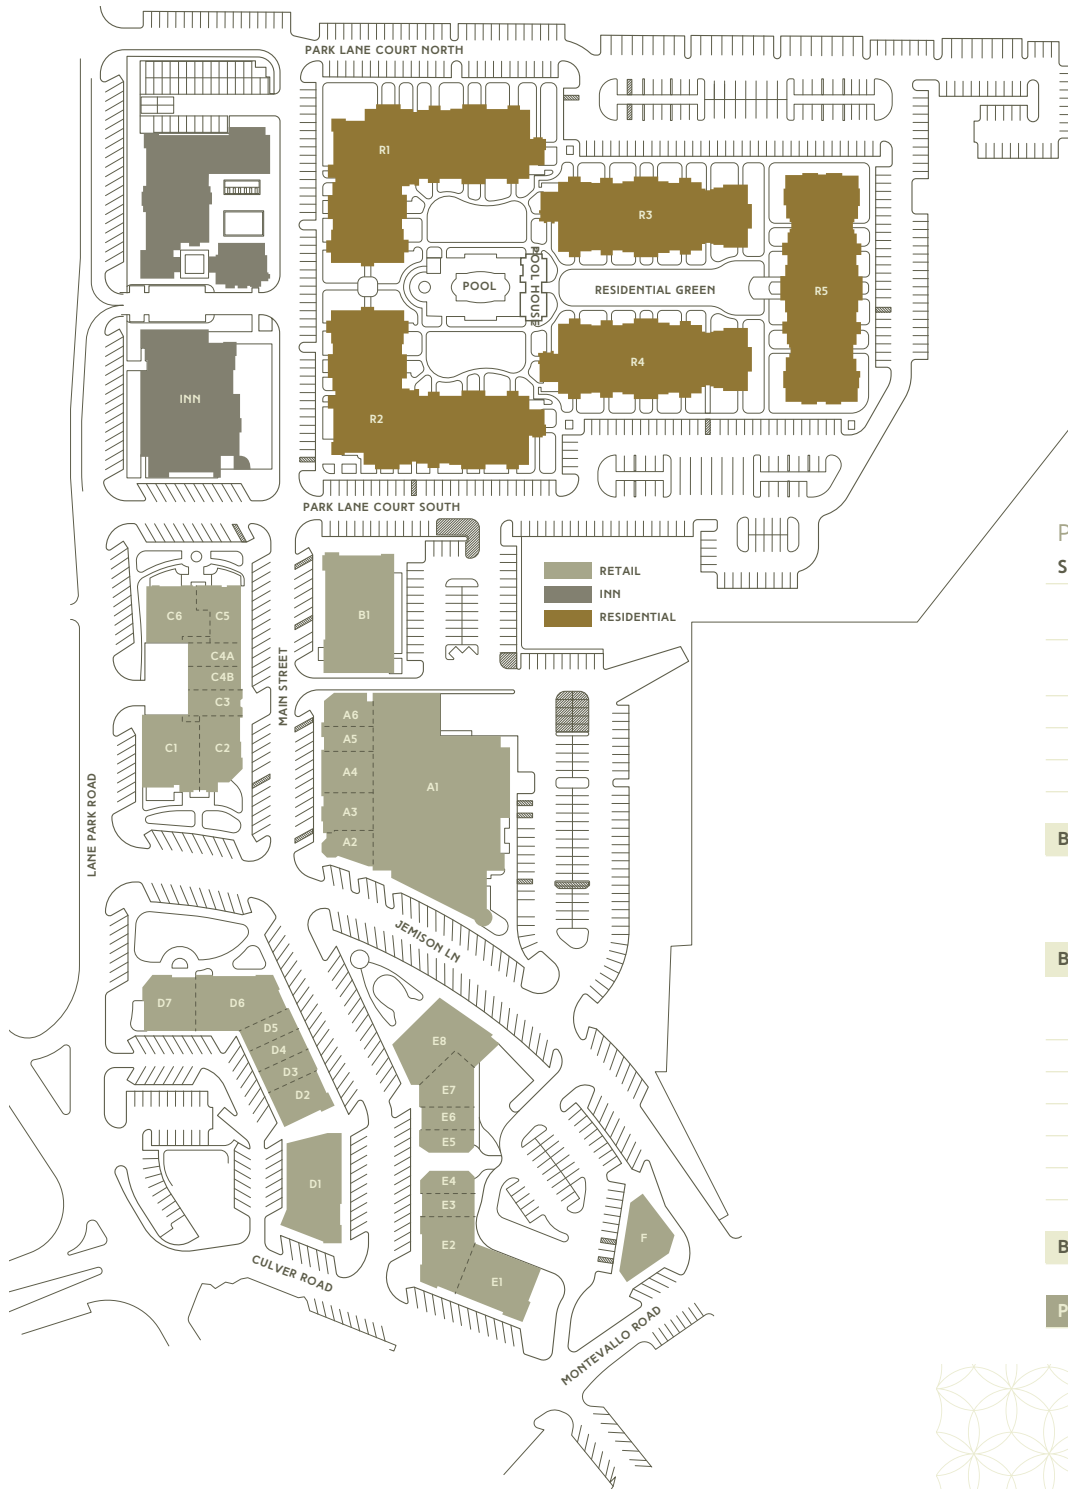 PARK LANE COURT NORTH
R1
R3
POOL HOUSE
POOL
RESIDENTIAL GREEN
R5
R4
INN
R2
PARK LANE COURT SOUTH
RETAIL
INN
RESIDENTIAL
P
S
B1
C6
C5
C4A
C4B
C3
C1
C2
MAIN STREET
A6
A5
A4
A3
A2
A1
LANE PARK ROAD
B
JEMISON LN
B
D7
D6
D5
D4
D3
D2
D1
E8
E7
E6
E5
E4
E3
E2
E1
F
B
CULVER ROAD
P
MONTEVALLO ROAD